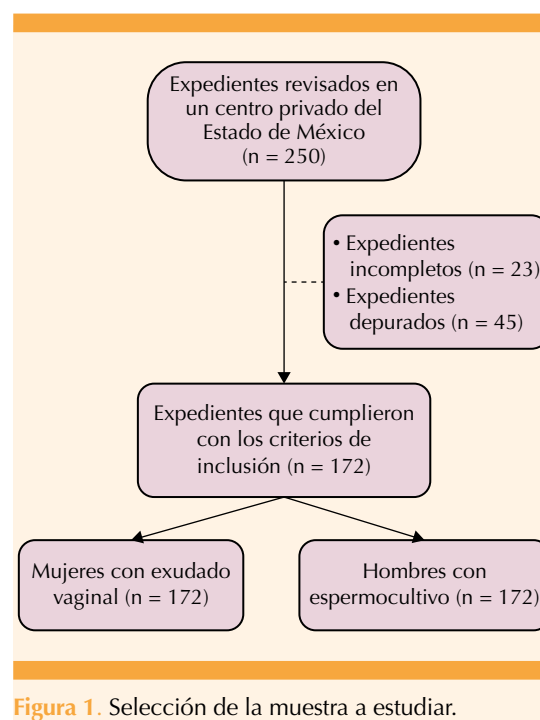 Expedientes revisados en
un centro privado del
Estado de México
(n = 250)
• Expedientes
incompletos (n = 23)
• Expedientes
depurados (n = 45)
Expedientes que cumplieron
con los criterios de
inclusión (n = 172)
Mujeres con exudado
vaginal (n = 172)
Hombres con
espermocultivo (n = 172)
Figura 1. Selección de la muestra a estudiar.